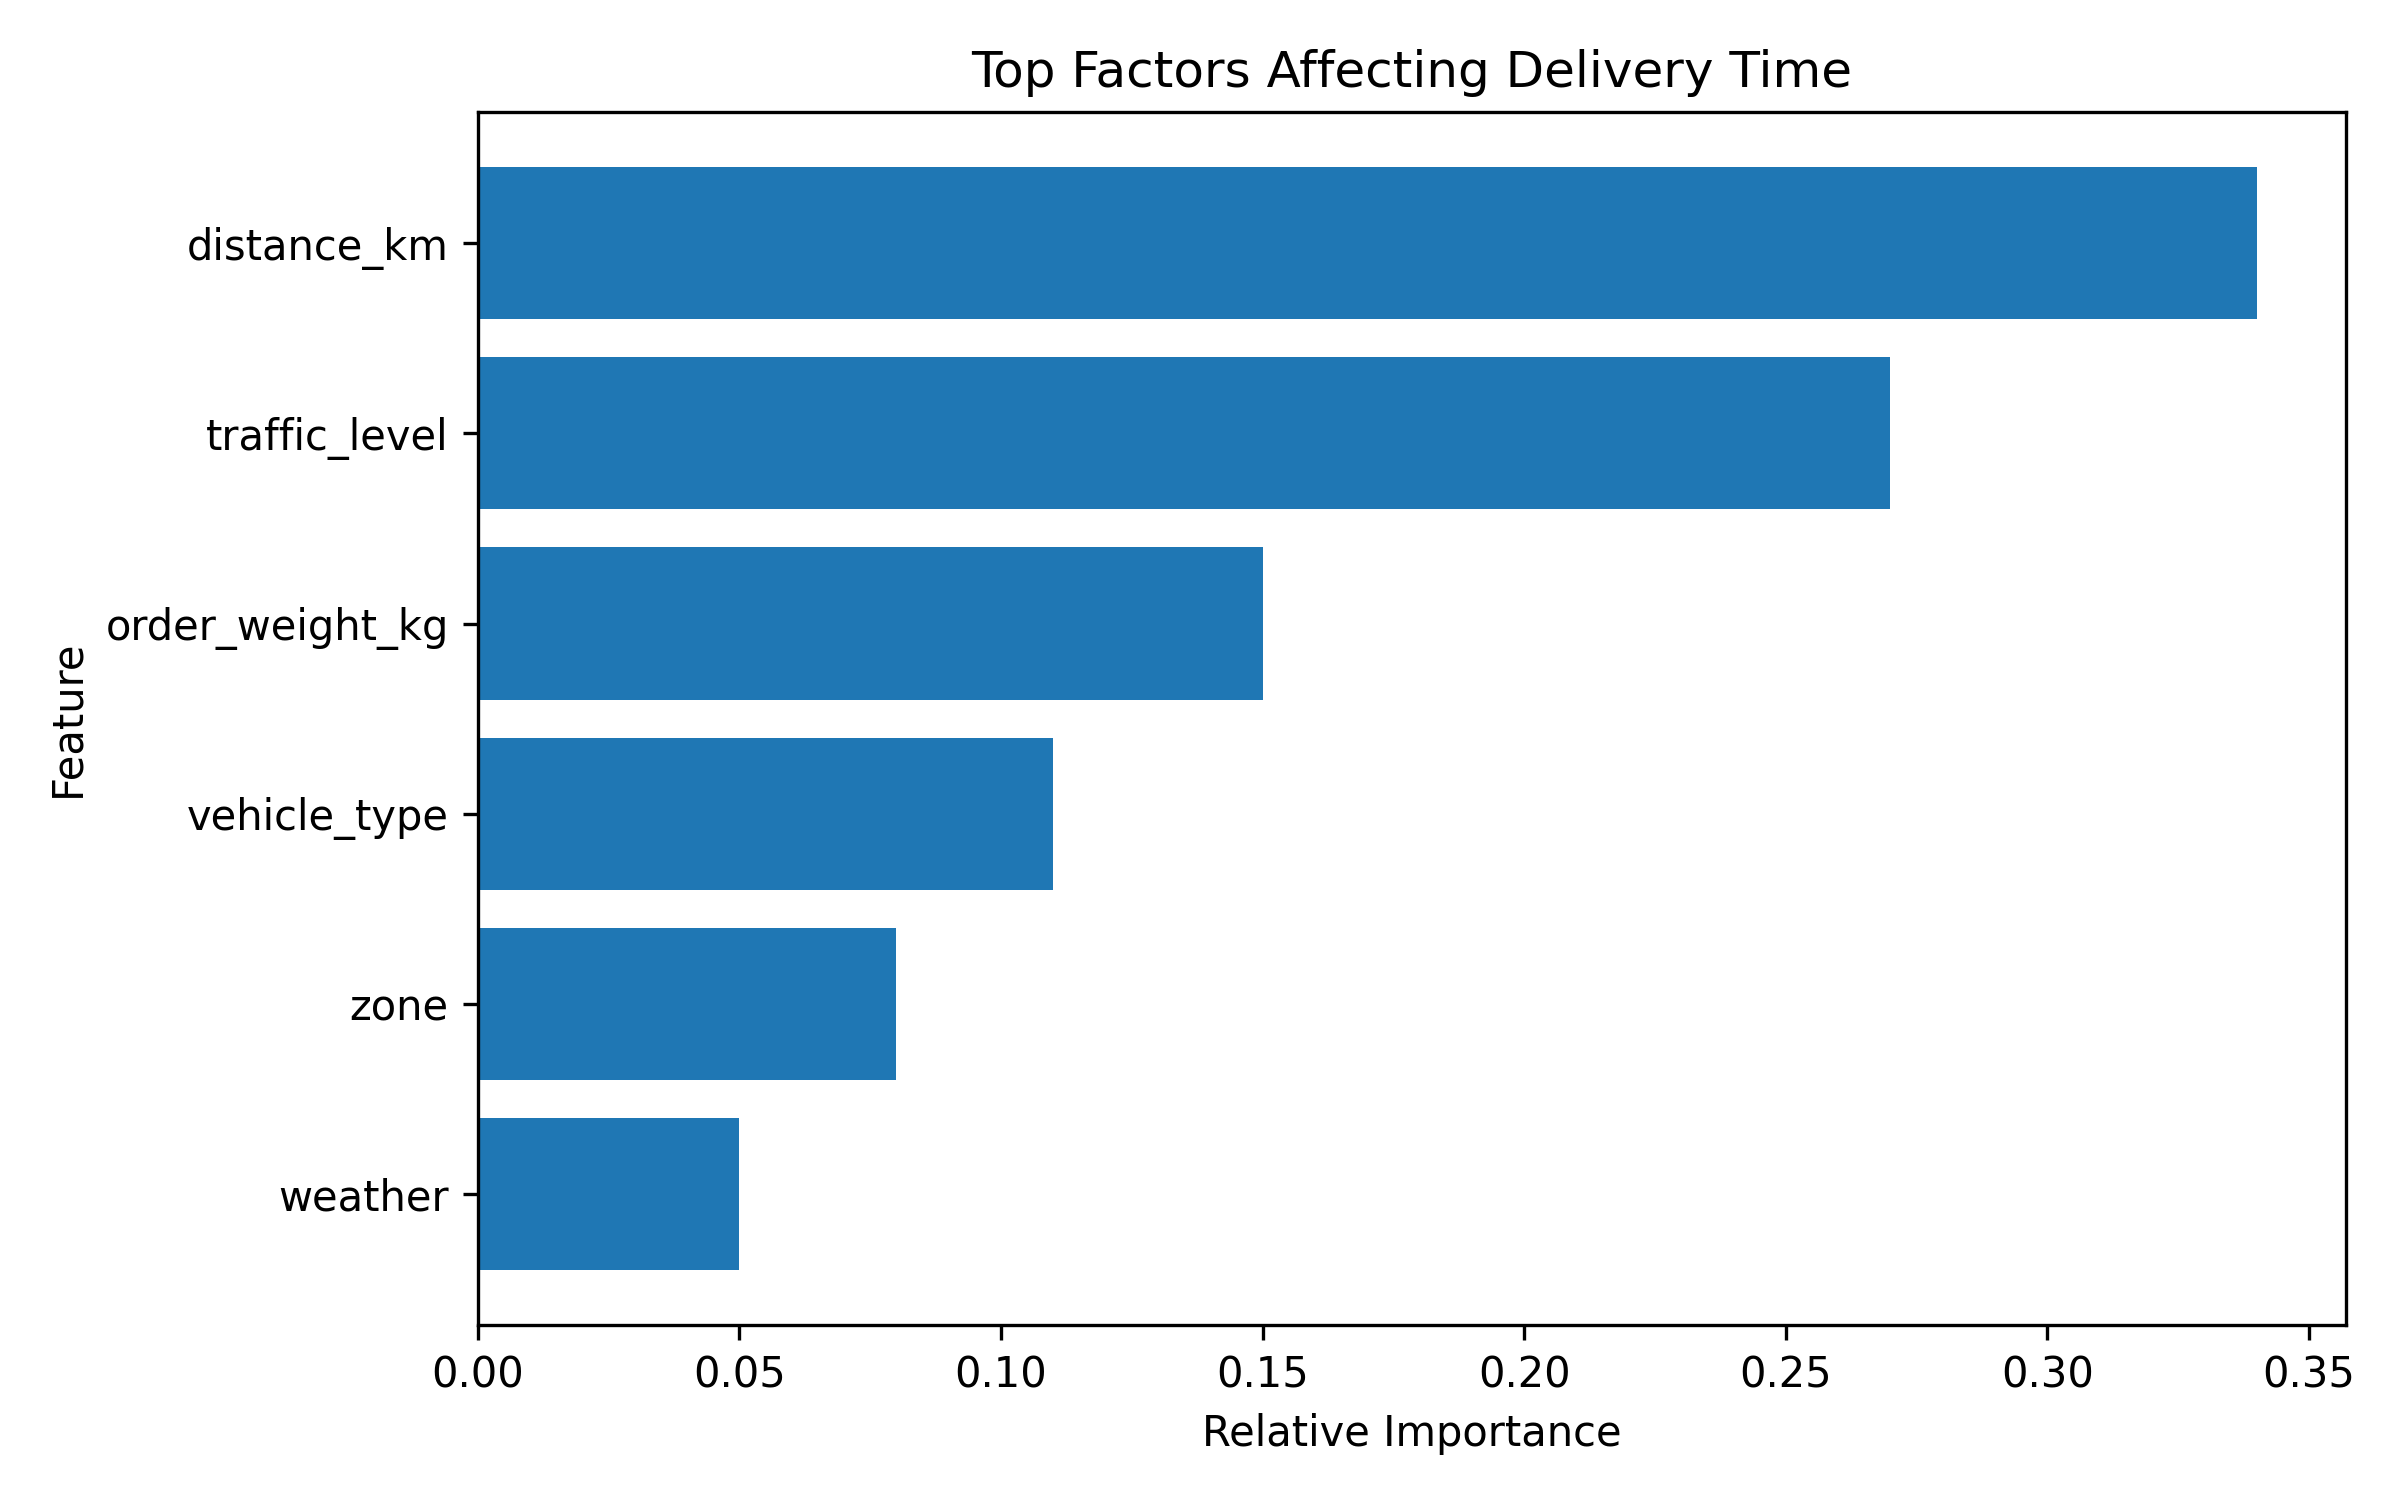 Top Factors Affecting Delivery Time
Feature
distance_km
traffic_level
order_weight_kg
vehicle_type
zone
weather
0.00 0.05 0.10 0.15 0.20 0.25 0.30 0.35
Relative Importance